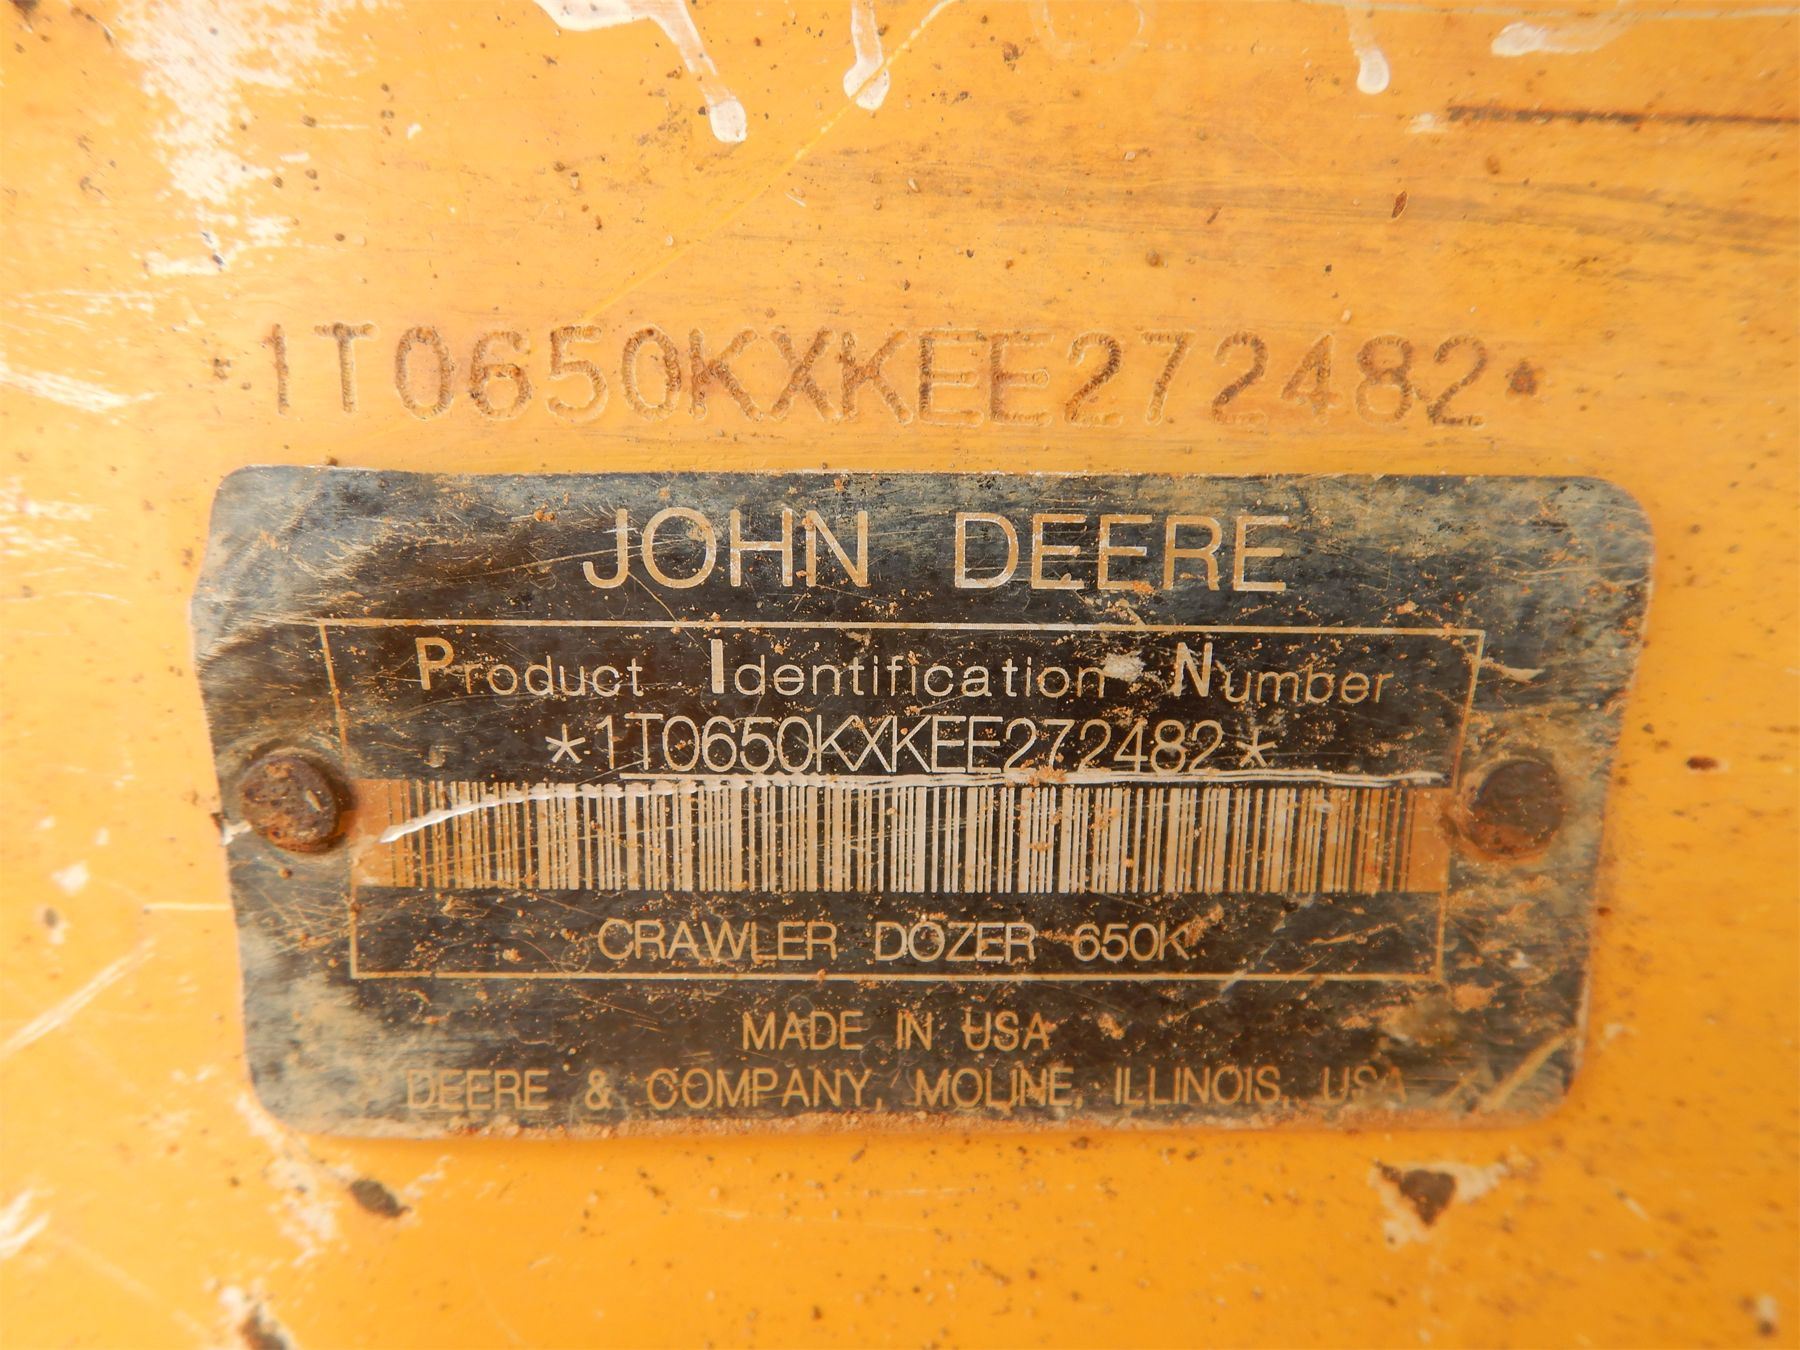 1T0650KXKEE272482*
JOHN DEERE
Product Identification Number
*1T0650KXKEE272482*
CRAWLER DOZER 650K
MADE IN USA
DEERE & COMPANY, MOLINE, ILLINOIS, USA